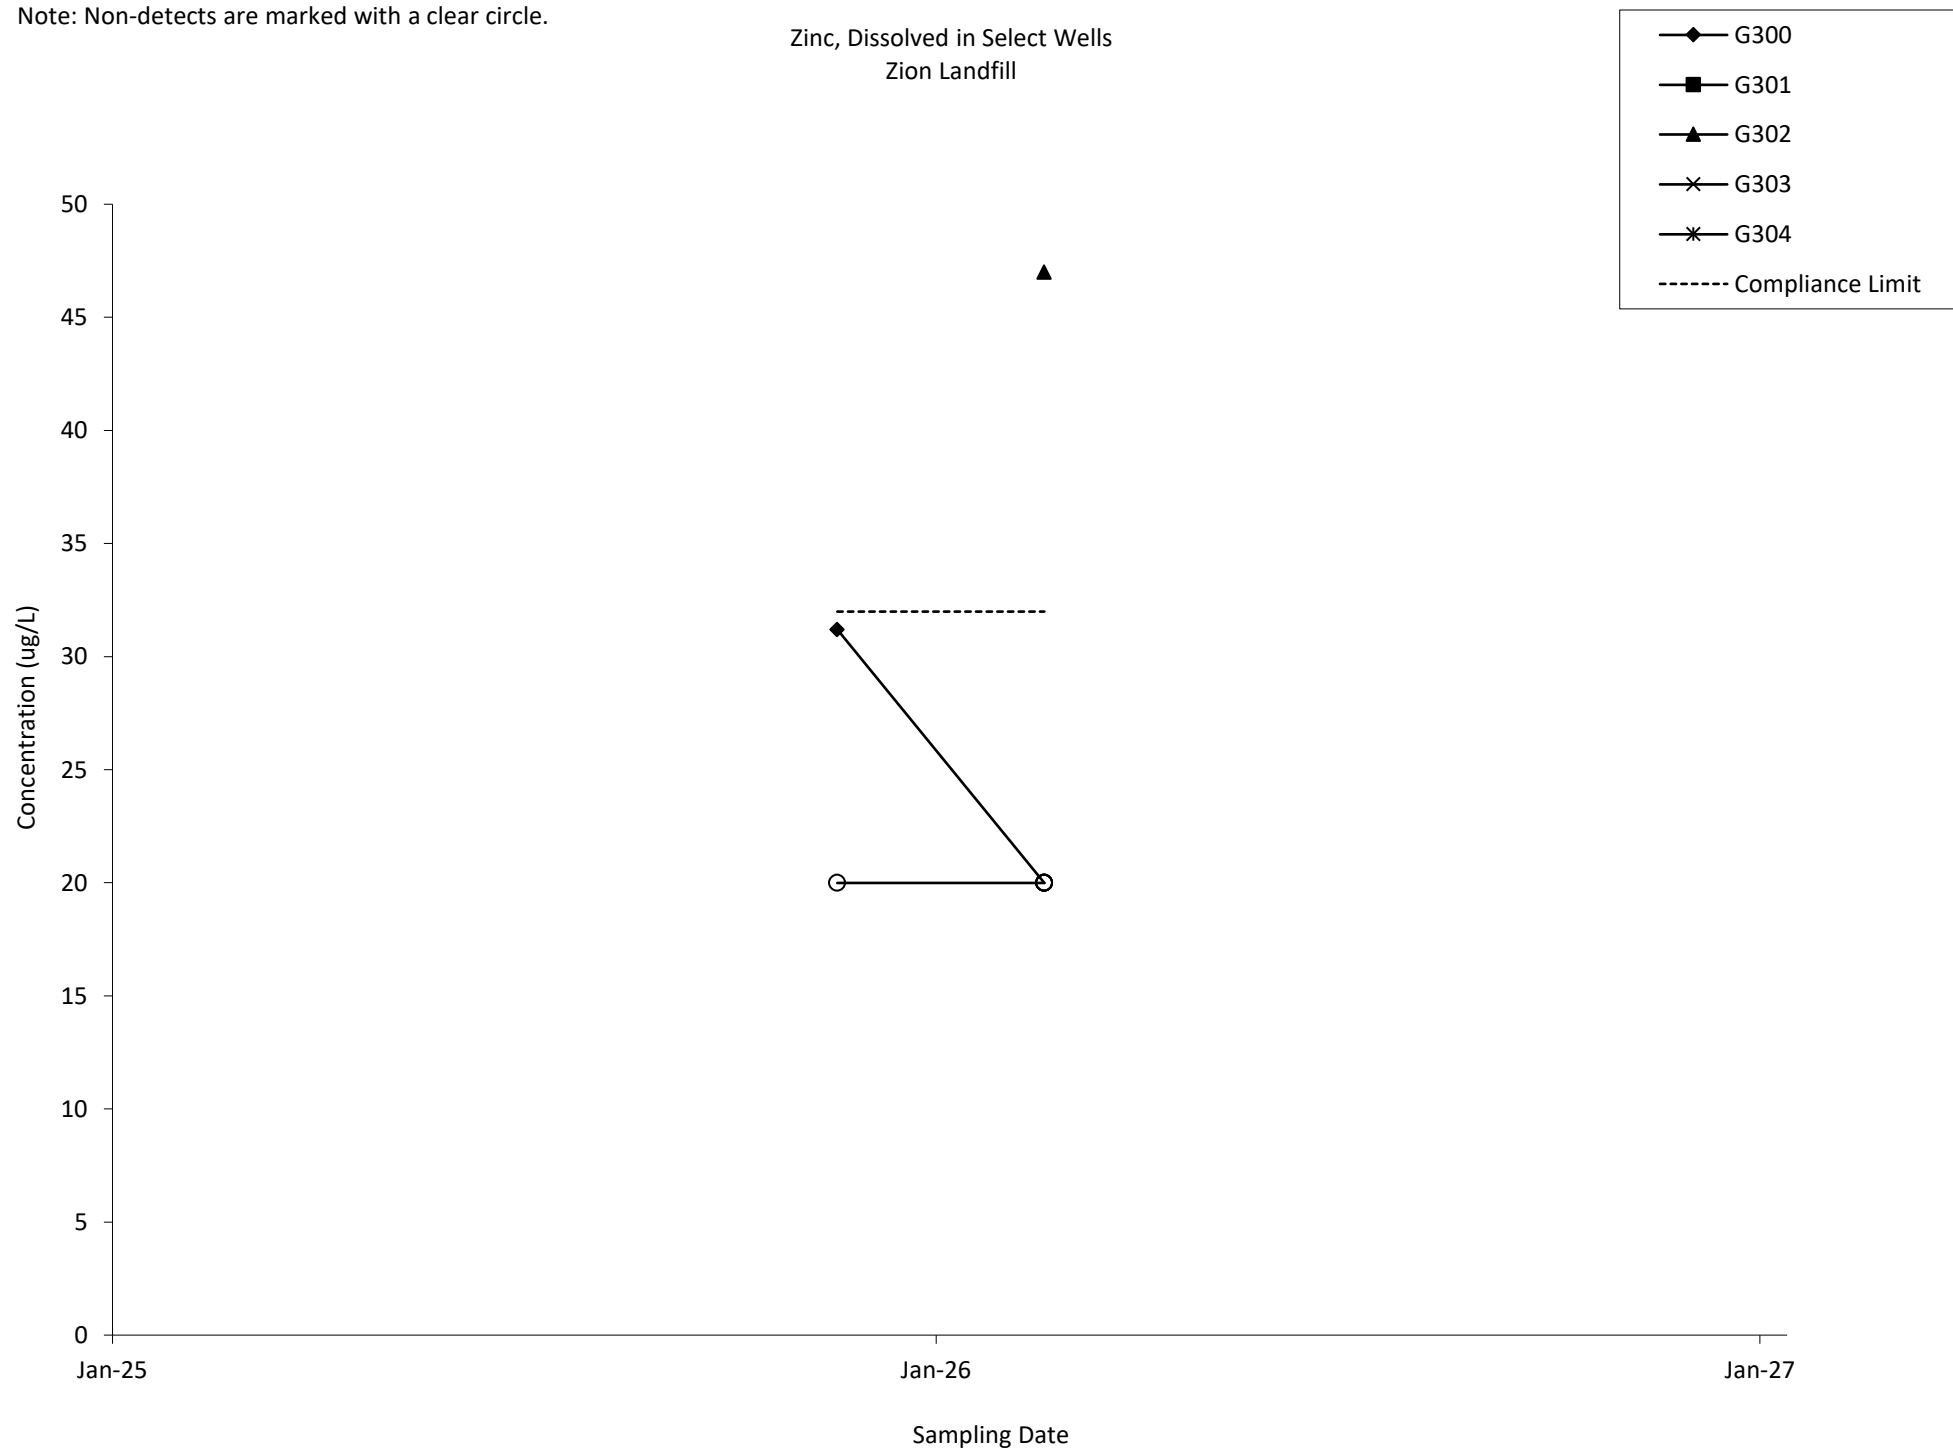 Note: Non-detects are marked with a clear circle.
Zinc, Dissolved in Select Wells
Zion Landfill
G300
G301
G302
G303
G304
Compliance Limit
Concentration (ug/L)
50
45
40
35
30
25
20
15
10
5
0
Jan-25
Jan-26
Jan-27
Sampling Date